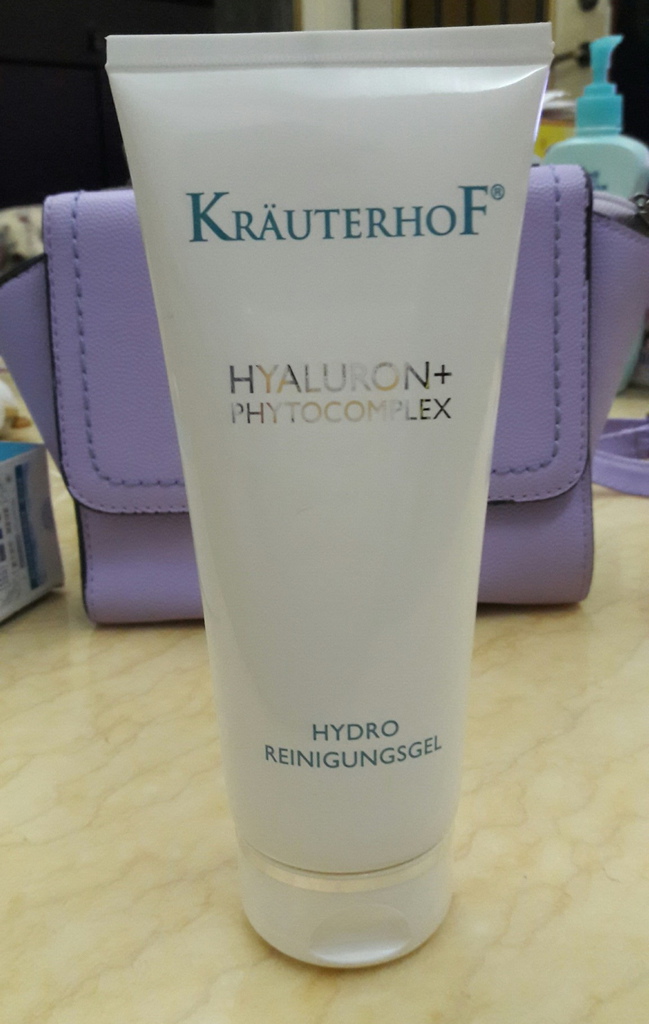 KRÄUTERHOF®
HYALURON+
PHYTOCOMPLEX
HYDRO
REINIGUNGSGEL